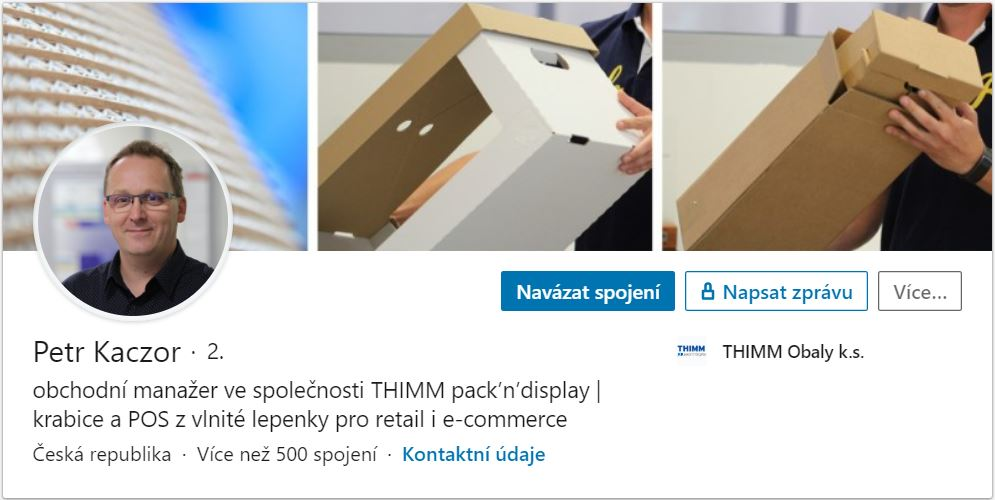 Navázat spojení
Napsat zprávu
Více...
Petr Kaczor · 2.
THIMM
THIMM Obaly k.s.
obchodní manažer ve společnosti THIMM pack’n’display |
krabice a POS z vlnité lepenky pro retail i e-commerce
Česká republika · Více než 500 spojení · Kontaktní údaje